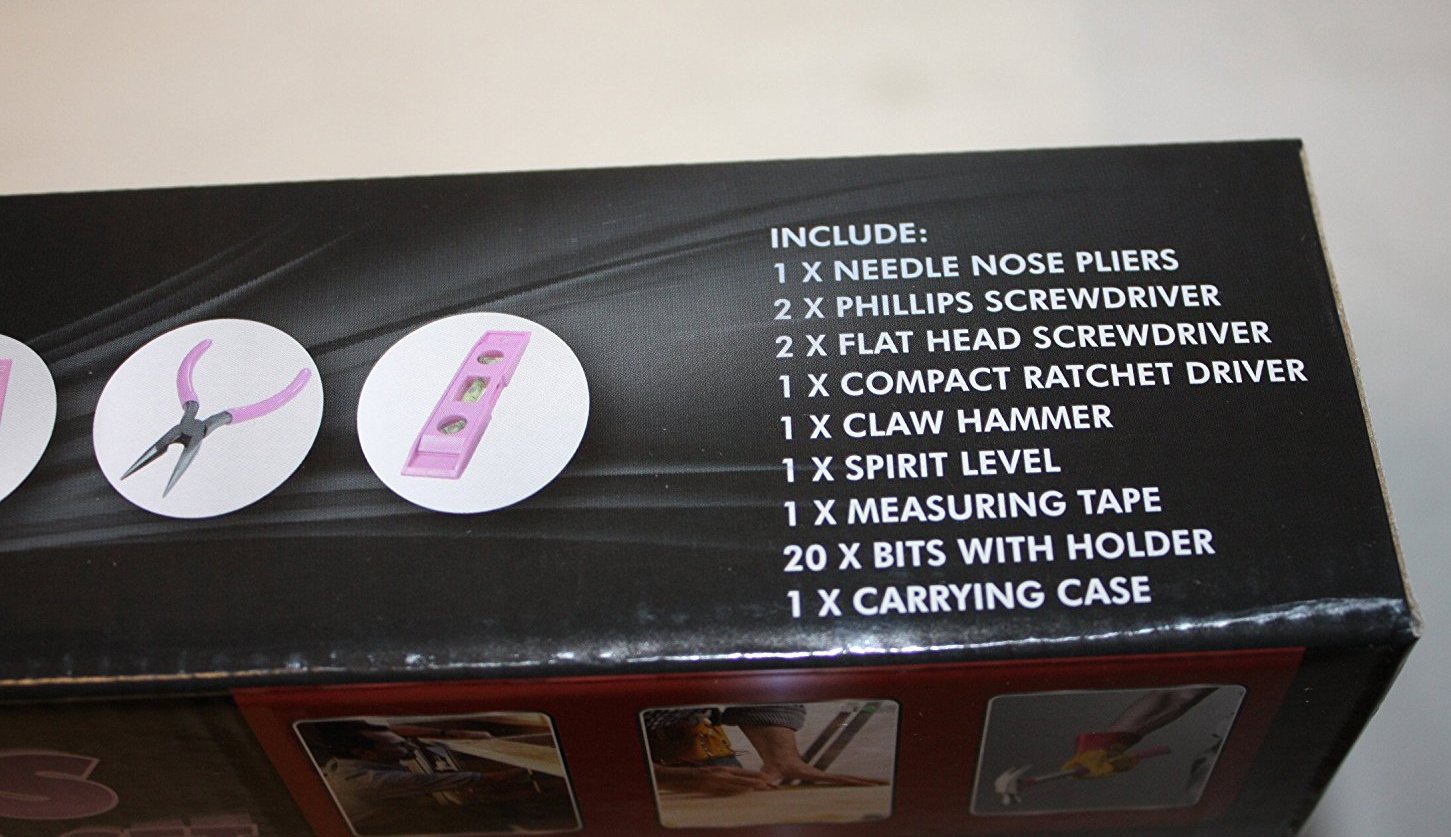 INCLUDE:
1 X NEEDLE NOSE PLIERS
2 X PHILLIPS SCREWDRIVER
2 X FLAT HEAD SCREWDRIVER
1 X COMPACT RATCHET DRIVER
1 X CLAW HAMMER
1 X SPIRIT LEVEL
1 X MEASURING TAPE
20 X BITS WITH HOLDER
1 X CARRYING CASE